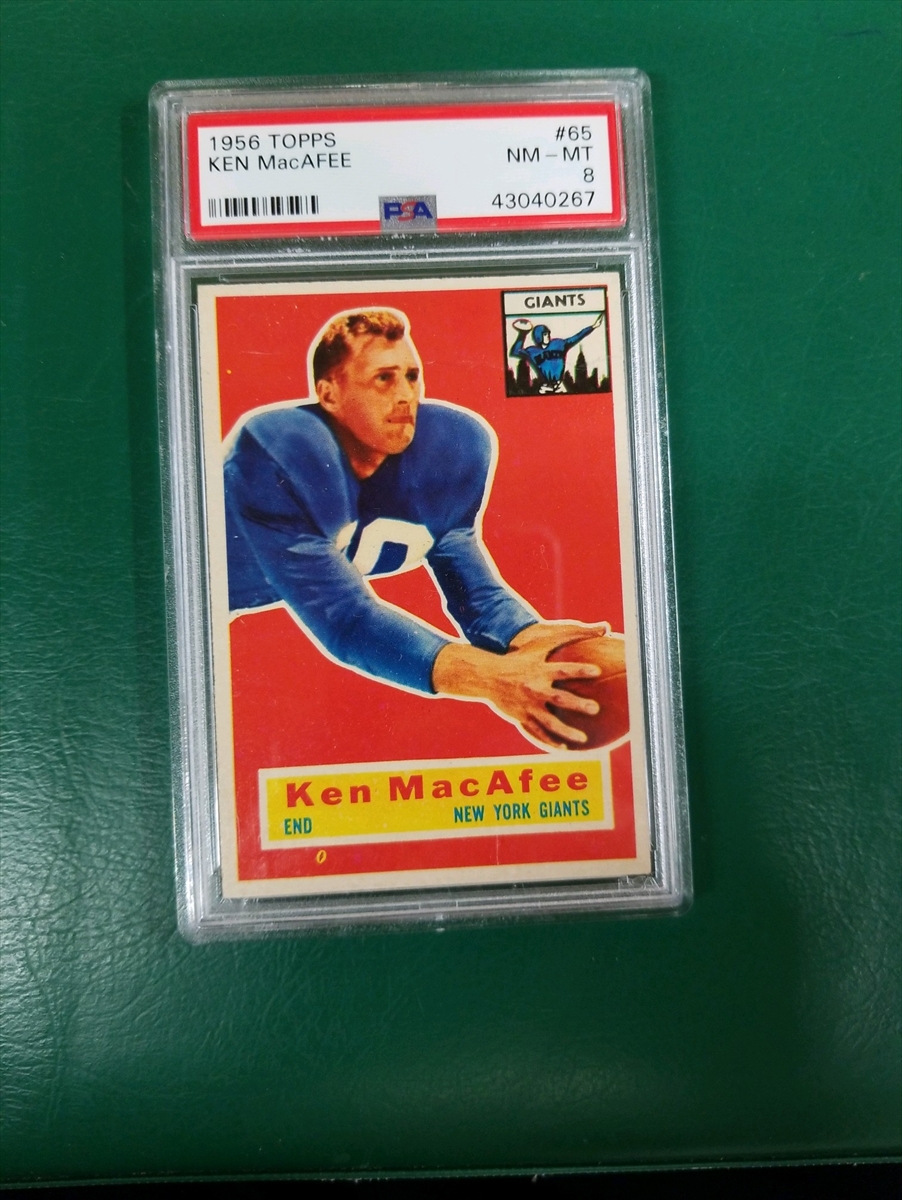 1956 TOPPS #65
KEN MacAFEE NM - MT
8
43040267
PSA
GIANTS
Ken MacAfee
END NEW YORK GIANTS